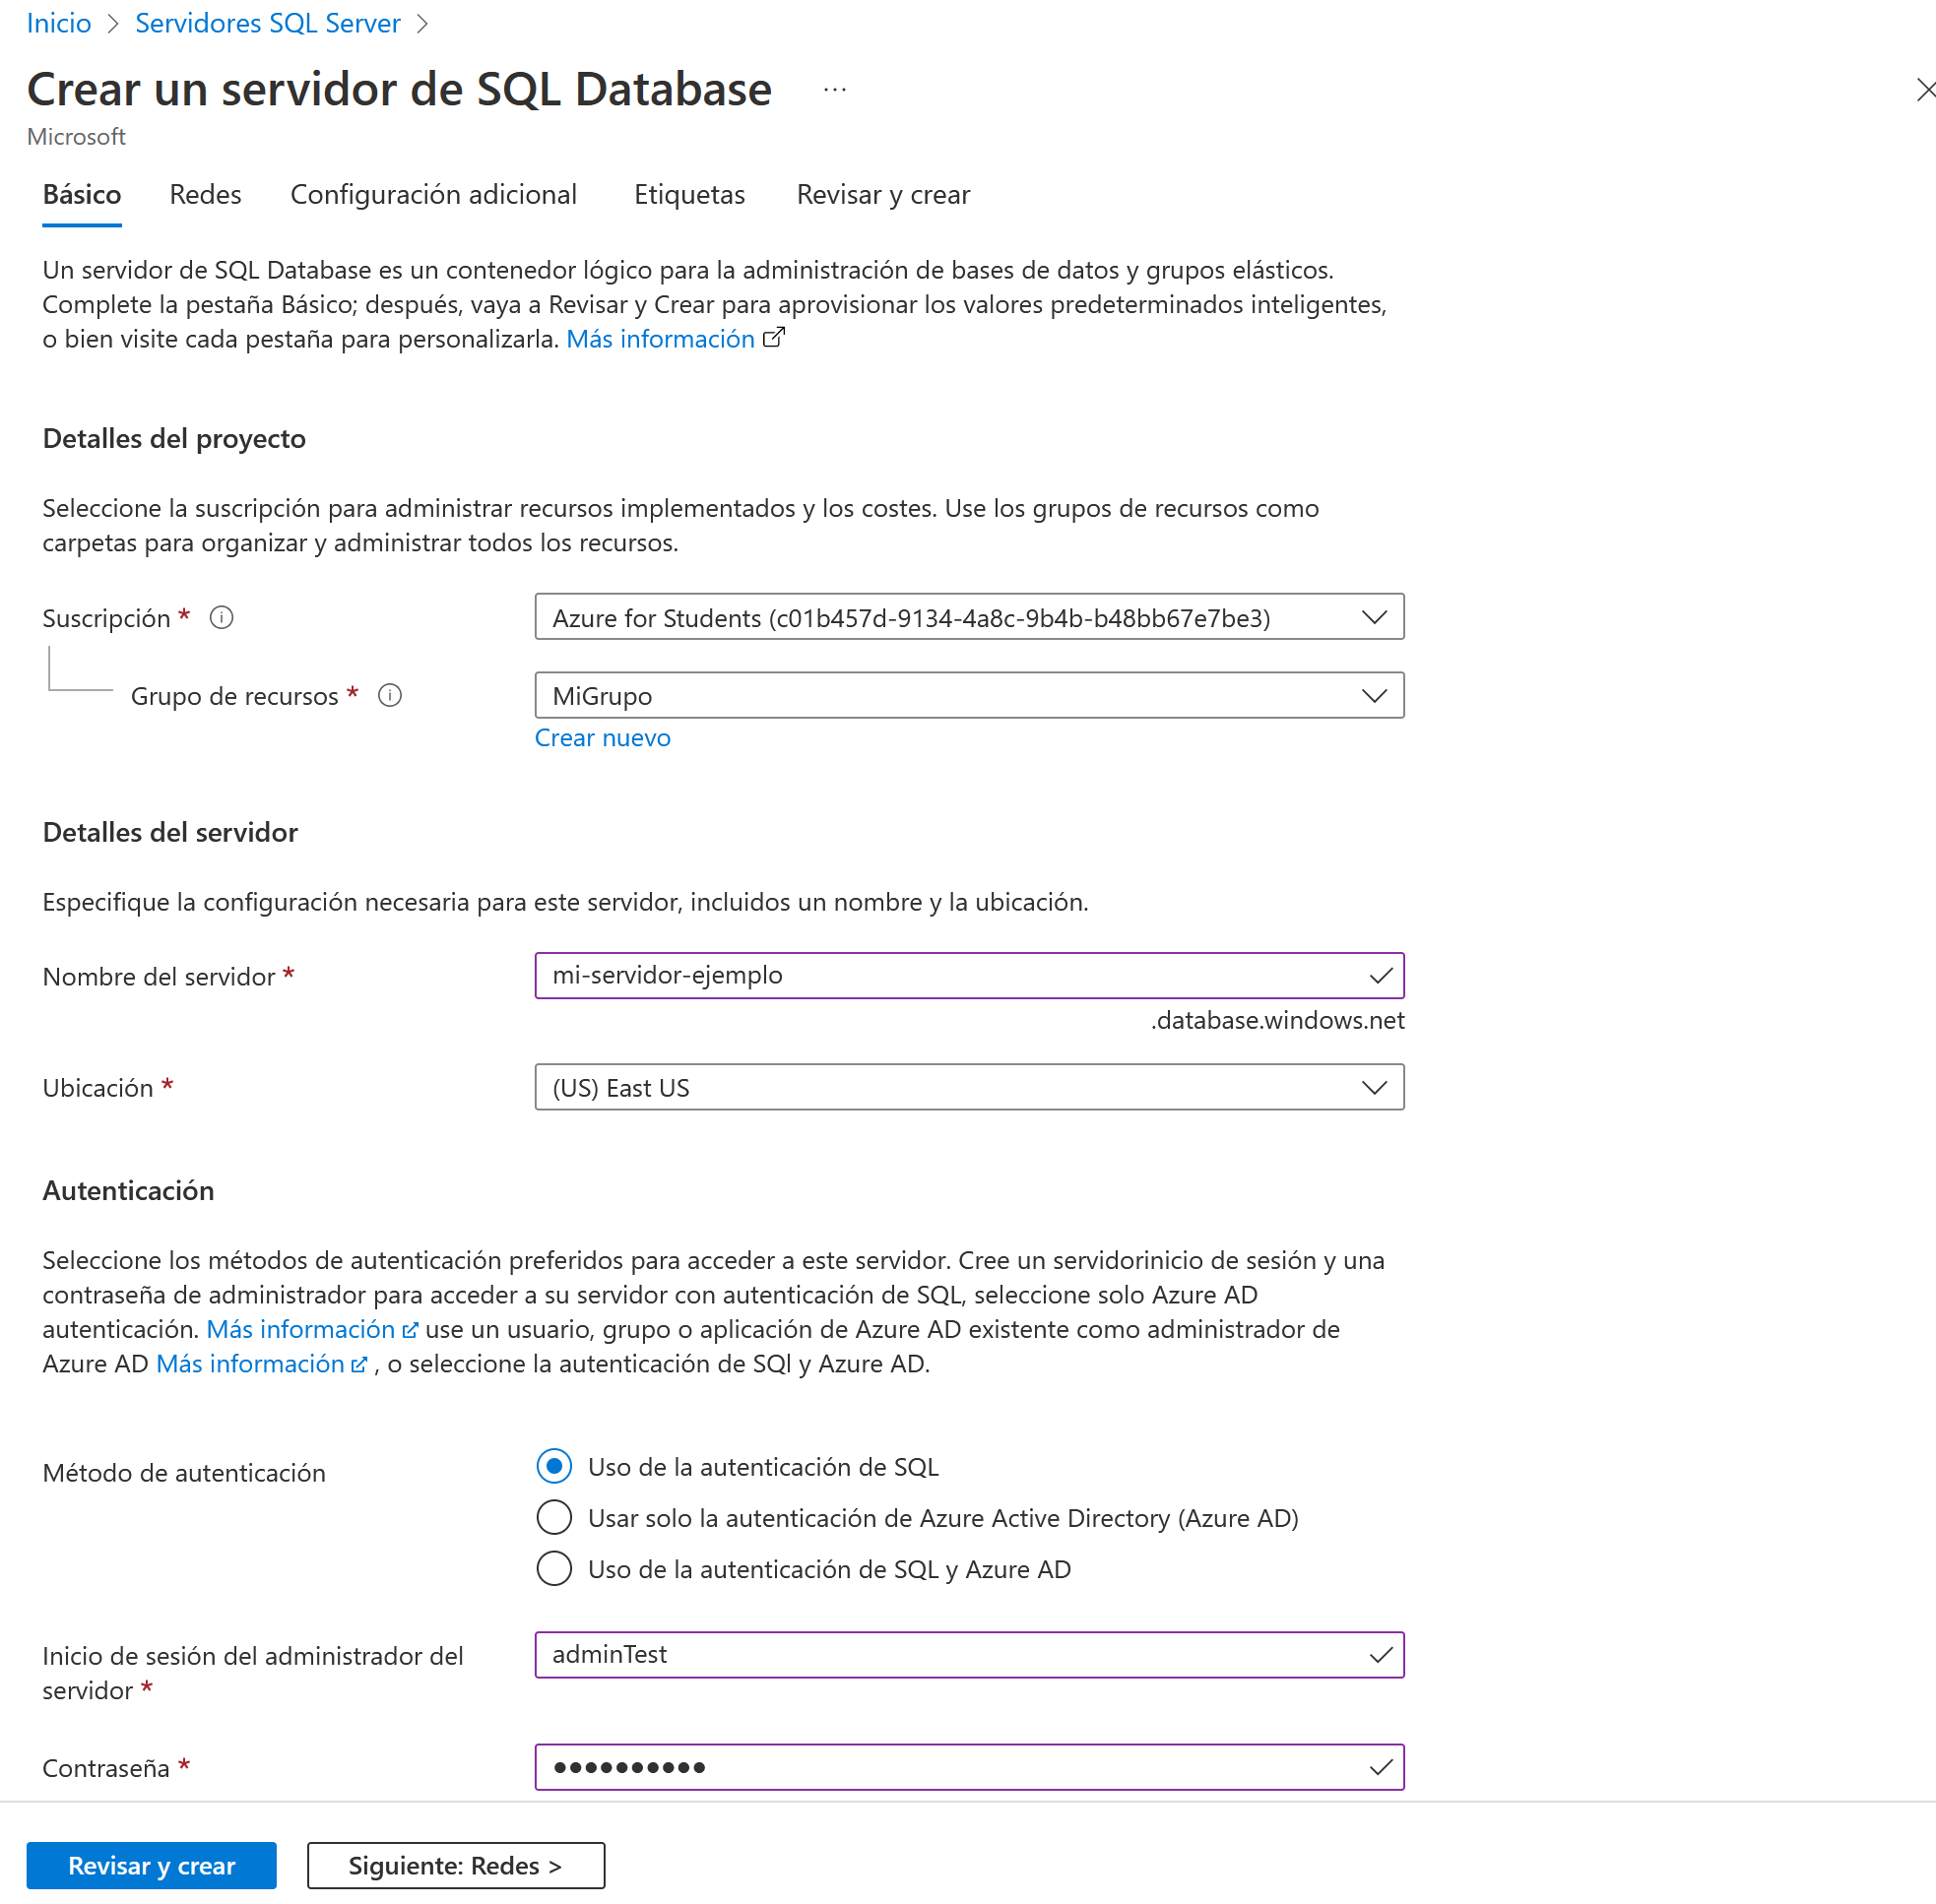 Inicio > Servidores SQL Server >
Crear un servidor de SQL Database ...
Microsoft
Básico Redes Configuración adicional Etiquetas Revisar y crear
Un servidor de SQL Database es un contenedor lógico para la administración de bases de datos y grupos elásticos.
Complete la pestaña Básico; después, vaya a Revisar y Crear para aprovisionar los valores predeterminados inteligentes,
o bien visite cada pestaña para personalizarla. Más información
Detalles del proyecto
Seleccione la suscripción para administrar recursos implementados y los costes. Use los grupos de recursos como
carpetas para organizar y administrar todos los recursos.
Suscripción * Azure for Students (c01b457d-9134-4a8c-9b4b-b48bb67e7be3)
Grupo de recursos * MiGrupo
Crear nuevo
Detalles del servidor
Especifique la configuración necesaria para este servidor, incluidos un nombre y la ubicación.
Nombre del servidor * mi-servidor-ejemplo
.database.windows.net
Ubicación * (US) East US
Autenticación
Seleccione los métodos de autenticación preferidos para acceder a este servidor. Cree un servidorinicio de sesión y una
contraseña de administrador para acceder a su servidor con autenticación de SQL, seleccione solo Azure AD
autenticación. Más información use un usuario, grupo o aplicación de Azure AD existente como administrador de
Azure AD Más información , o seleccione la autenticación de SQl y Azure AD.
Método de autenticación Uso de la autenticación de SQL
Usar solo la autenticación de Azure Active Directory (Azure AD)
Uso de la autenticación de SQL y Azure AD
Inicio de sesión del administrador del adminTest
servidor *
Contraseña * ●●●●●●●●●●
Revisar y crear Siguiente: Redes >